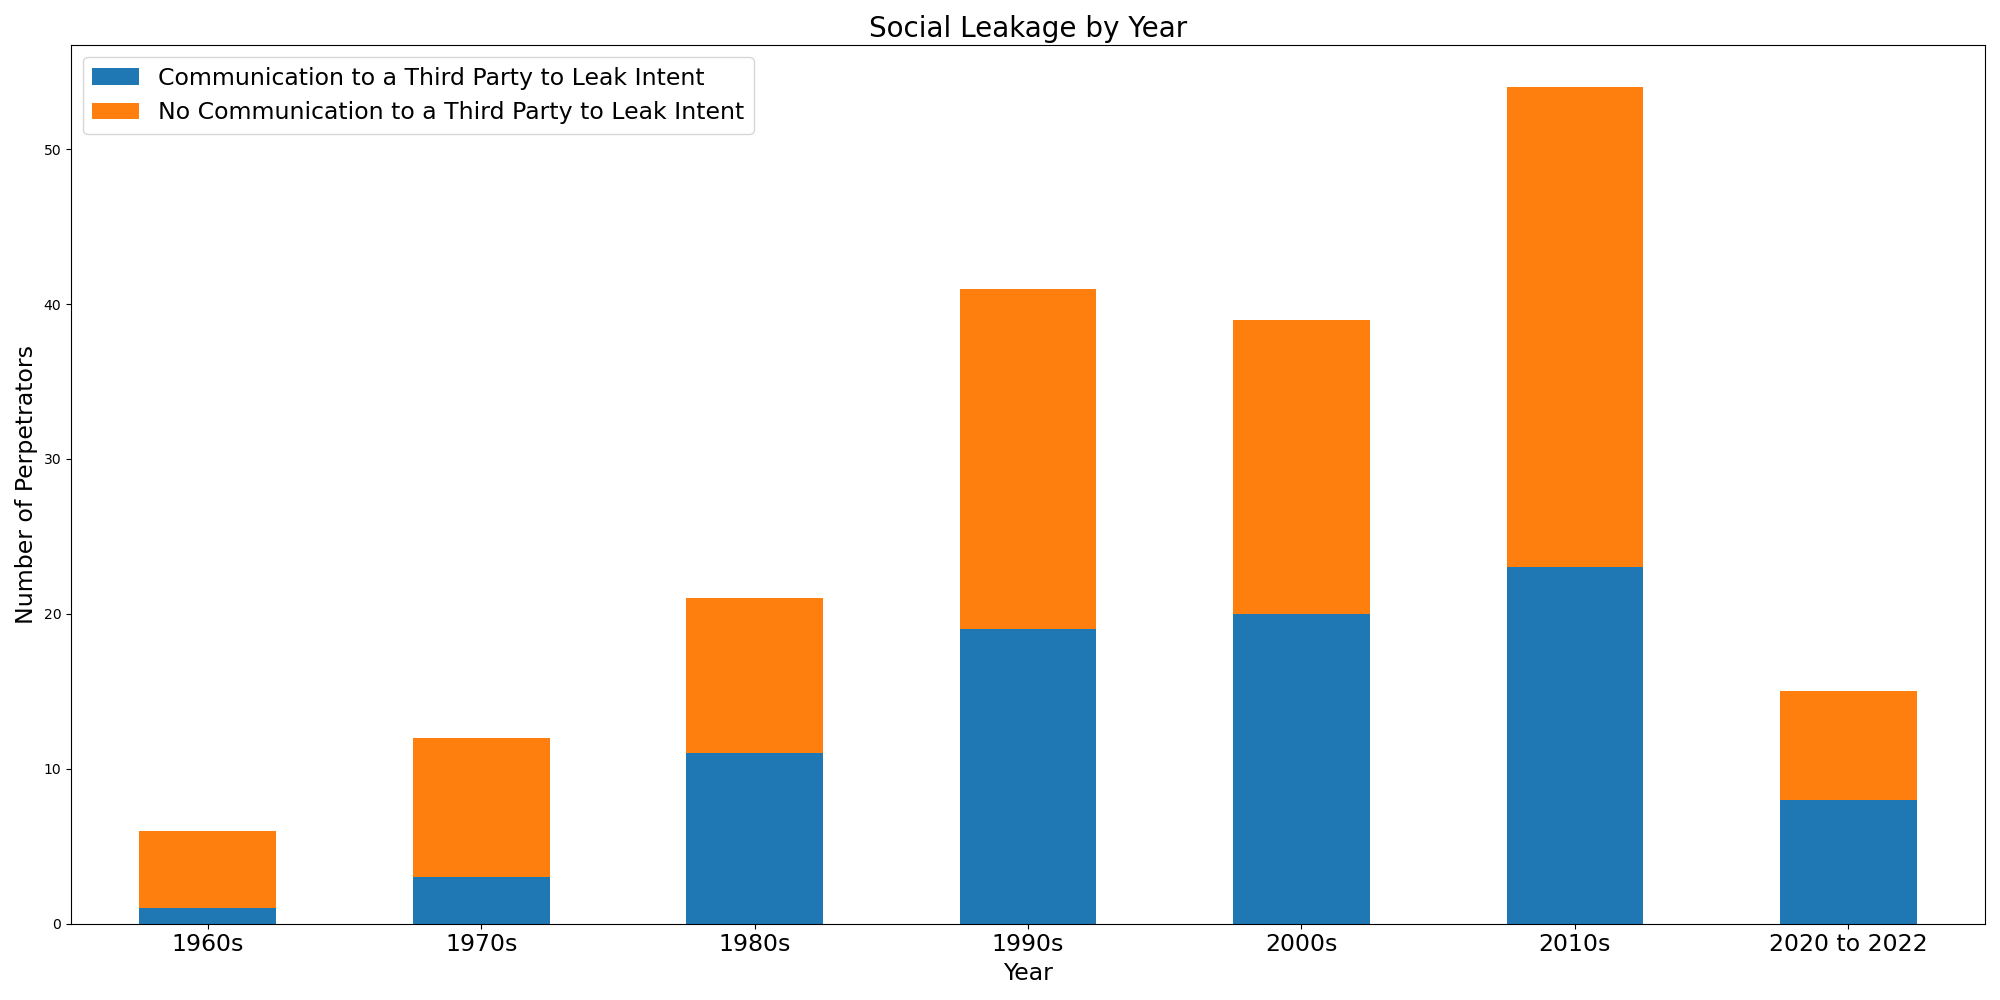 Social Leakage by Year
Communication to a Third Party to Leak Intent
No Communication to a Third Party to Leak Intent
Number of Perpetrators
50
40
30
20
10
0
1960s
1970s
1980s
1990s
2000s
2010s
2020 to 2022
Year